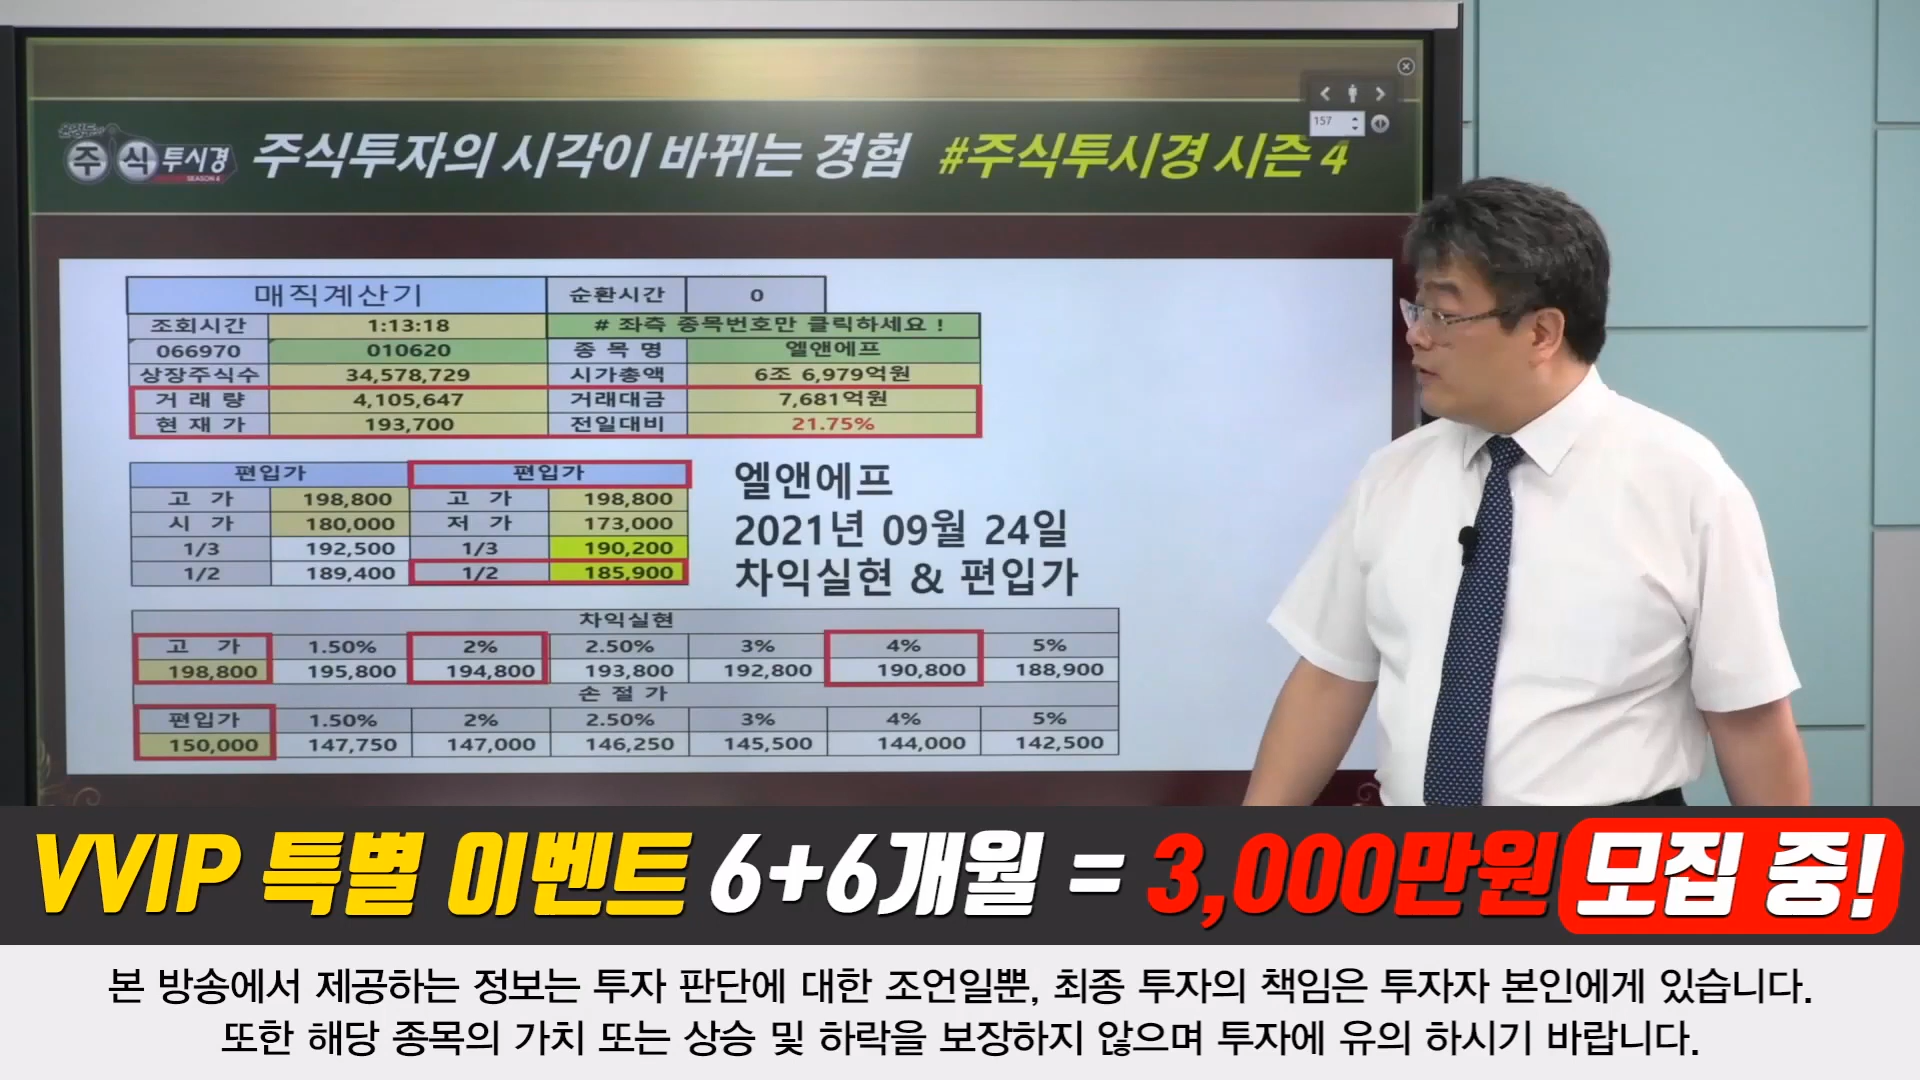 주식투시경
SEASON 4
주식투자의 시각이 바뀌는 경험 #주식투시경 시즌 4
157
매직계산기 순환시간 0
조회시간 1:13:18 # 좌측 종목번호만 클릭하세요 !
066970 010620 종 목 명 엘앤에프
상장주식수 34,578,729 시가총액 6조 6,979억원
거 래 량 4,105,647 거래대금 7,681억원
현 재 가 193,700 전일대비 21.75%
편입가 편입가
고 가 198,800 고 가 198,800
시 가 180,000 저 가 173,000
1/3 192,500 1/3 190,200
1/2 189,400 1/2 185,900
엘앤에프
2021년 09월 24일
차익실현 & 편입가
차익실현
고 가 1.50% 2% 2.50% 3% 4% 5%
198,800 195,800 194,800 193,800 192,800 190,800 188,900
손 절 가
편입가 1.50% 2% 2.50% 3% 4% 5%
150,000 147,750 147,000 146,250 145,500 144,000 142,500
VVIP 특별 이벤트 6+6개월 = 3,000만원 모집 중!
본 방송에서 제공하는 정보는 투자 판단에 대한 조언일뿐, 최종 투자의 책임은 투자자 본인에게 있습니다.
또한 해당 종목의 가치 또는 상승 및 하락을 보장하지 않으며 투자에 유의 하시기 바랍니다.